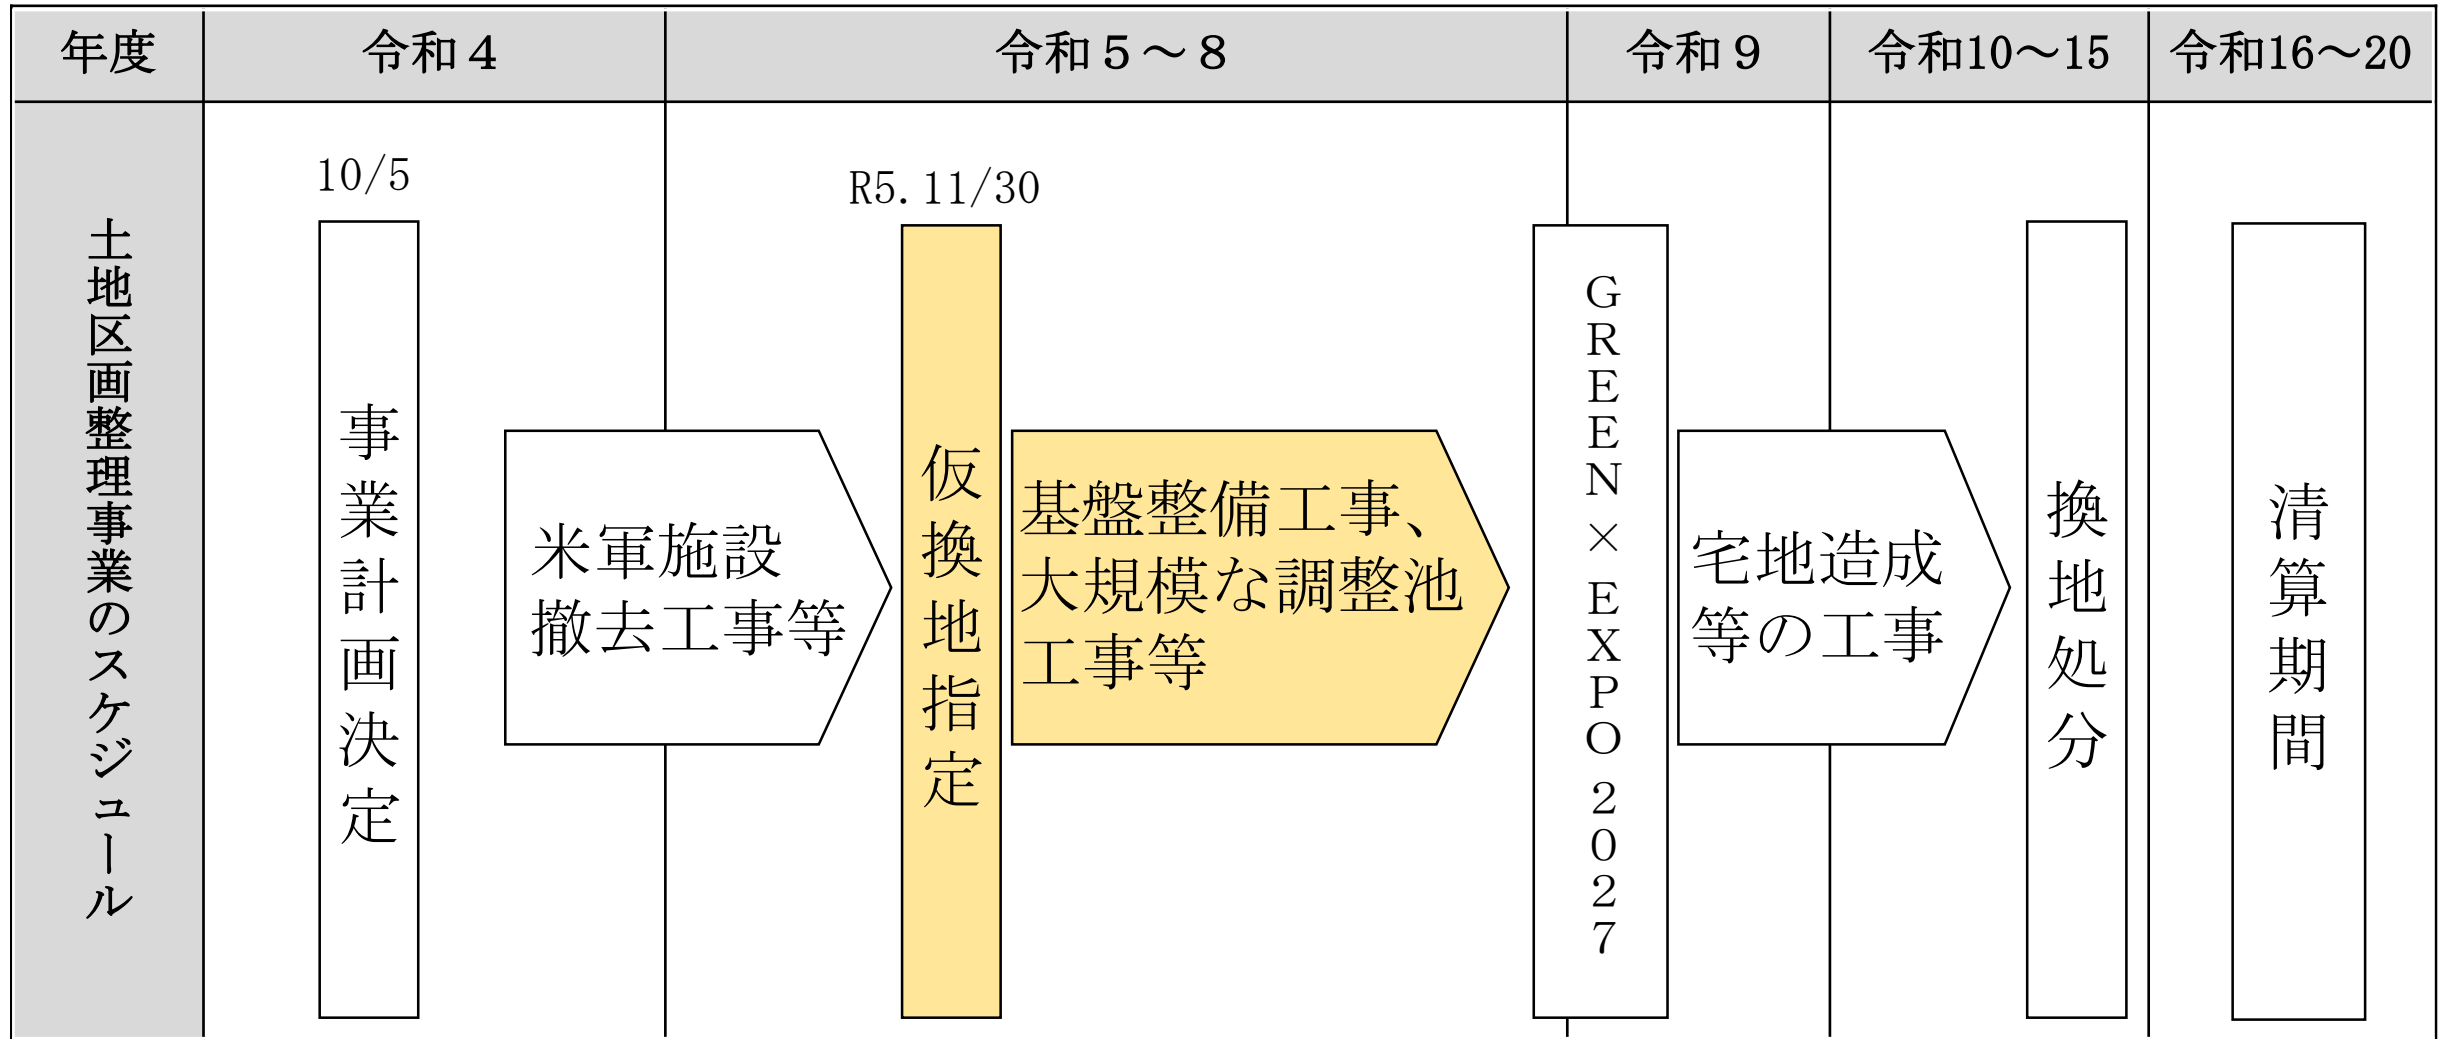 年度
令和４
令和５～８
令和９
令和10～15
令和16～20
土地区画整理事業のスケジュール
10/5
事業計画決定
米軍施設
撤去工事等
R5.11/30
仮換地指定
基盤整備工事、
大規模な調整池
工事等
ＧＲＥＥＮ×ＥＸＰＯ２０２７
宅地造成
等の工事
換地処分
清算期間